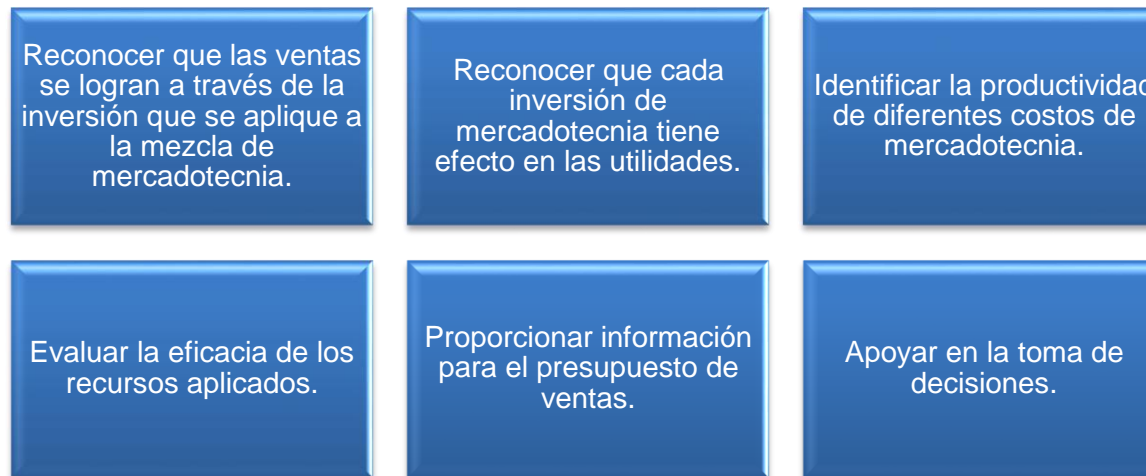 Reconocer que las ventas
se logran a través de la
inversión que se aplique a
la mezcla de
mercadotecnia.
Reconocer que cada
inversión de
mercadotecnia tiene
efecto en las utilidades.
Identificar la productividad
de diferentes costos de
mercadotecnia.
Evaluar la eficacia de los
recursos aplicados.
Proporcionar información
para el presupuesto de
ventas.
Apoyar en la toma de
decisiones.